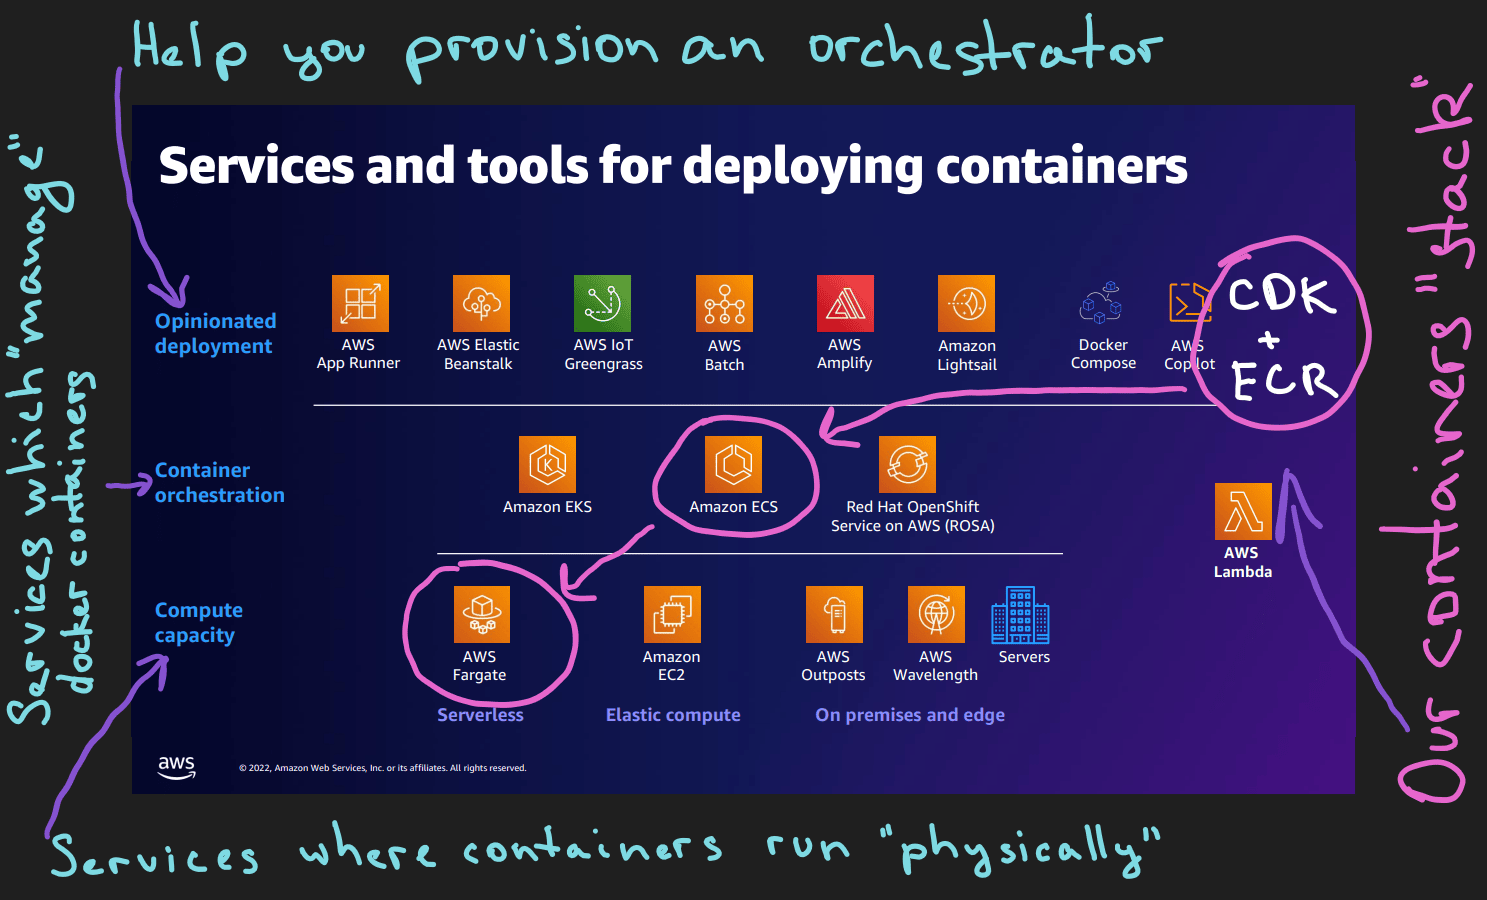 Help you provision an orchestrator
Services which "manage"
docker containers
Our containers "stack"
Services and tools for deploying containers
Opinionated
deployment
AWS
App Runner
AWS Elastic
Beanstalk
AWS IoT
Greengrass
AWS
Batch
AWS
Amplify
Amazon
Lightsail
Docker
Compose
AWS
Copilot
CDK
+
ECR
Container
orchestration
Amazon EKS
Amazon ECS
Red Hat OpenShift
Service on AWS (ROSA)
AWS
Lambda
Compute
capacity
AWS
Fargate
Amazon
EC2
AWS
Outposts
AWS
Wavelength
Servers
Serverless
Elastic compute
On premises and edge
aws
© 2022, Amazon Web Services, Inc. or its affiliates. All rights reserved.
Services where containers run "physically"